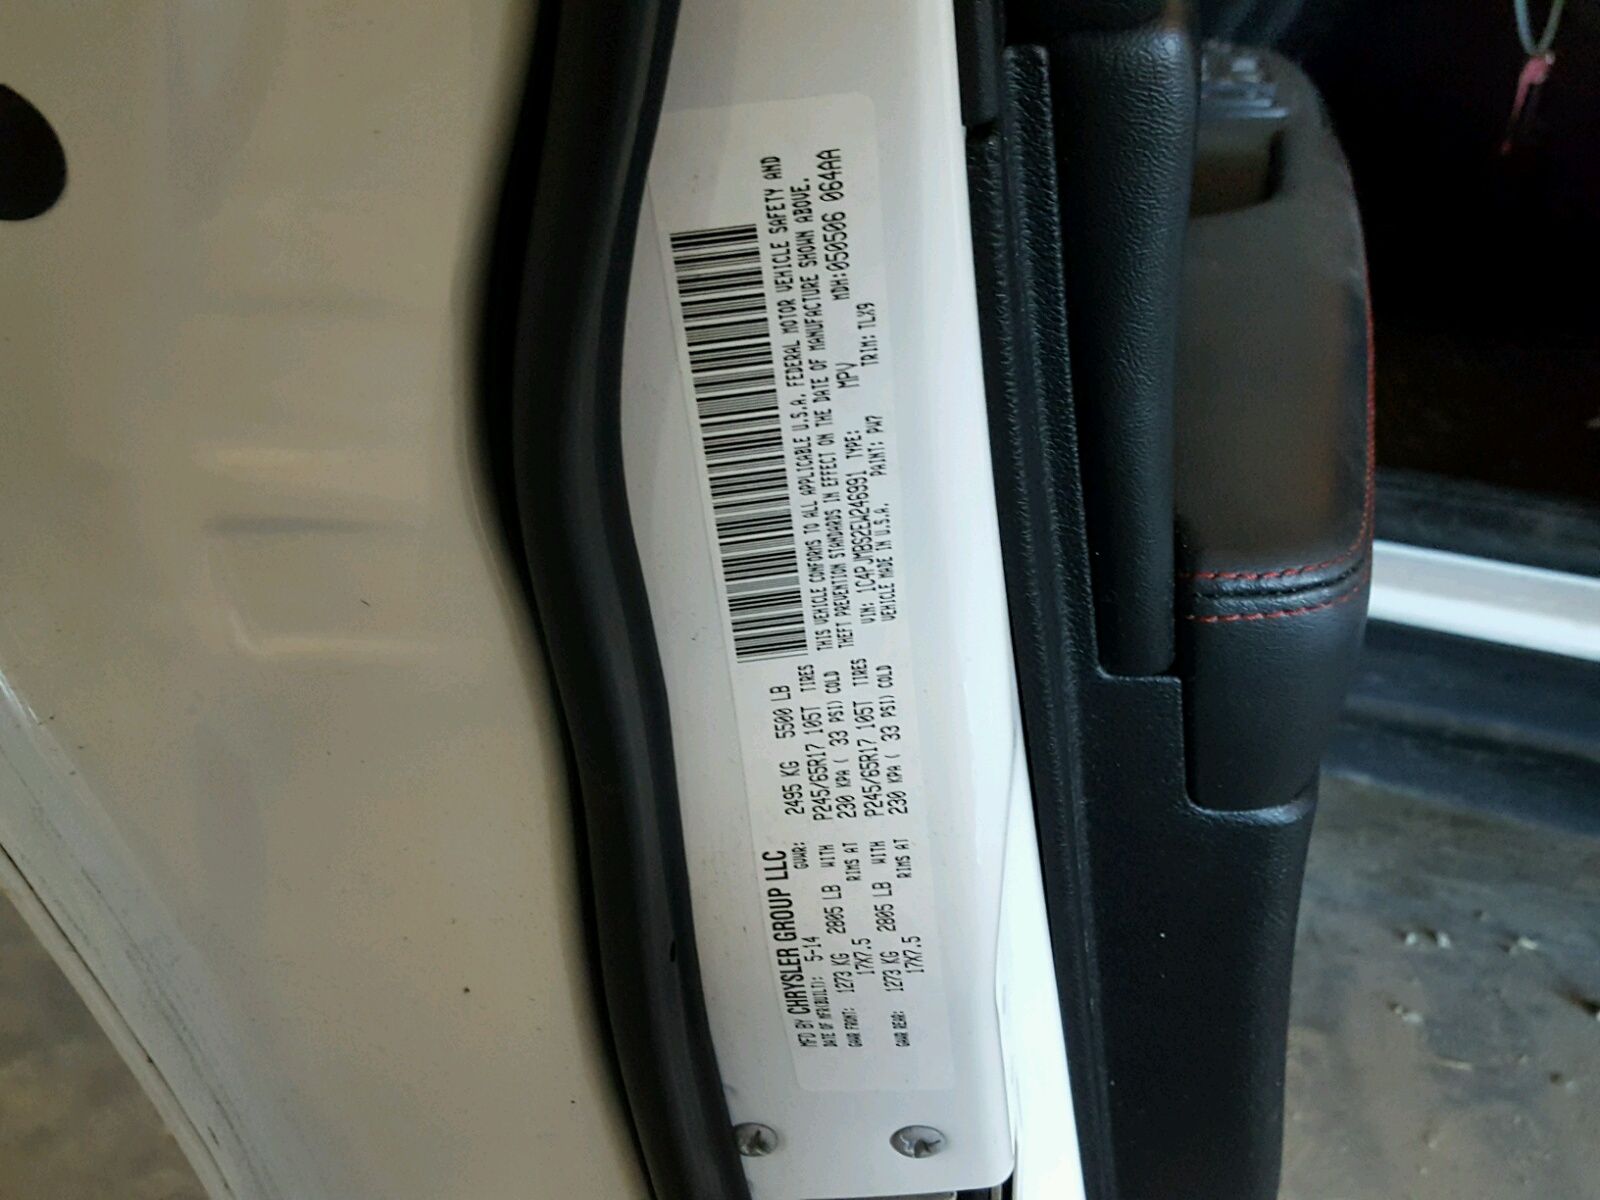 MFD BY CHRYSLER GROUP LLC
DATE OF MFR(BUILT): 5-14 GVWR: 2495 KG 5500 LB
GAWR FRONT: 1273 KG 2805 LB WITH P245/65R17 105T TIRES
17X7.5 RIMS AT 230 KPA ( 33 PSI) COLD
GAWR REAR: 1273 KG 2805 LB WITH P245/65R17 105T TIRES
17X7.5 RIMS AT 230 KPA ( 33 PSI) COLD
THIS VEHICLE CONFORMS TO ALL APPLICABLE U.S.A. FEDERAL MOTOR VEHICLE SAFETY AND
THEFT PREVENTION STANDARDS IN EFFECT ON THE DATE OF MANUFACTURE SHOWN ABOVE.
VIN: 1C4PJMBS2EW246991 TYPE: MPV MDH:050506 064AA
VEHICLE MADE IN U.S.A. PAINT: PW7 TRIM: TLX9